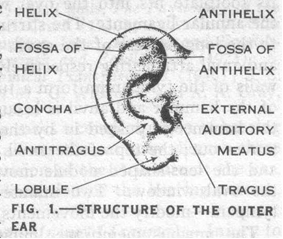 HELIX ANTIHELIX
FOSSA OF FOSSA OF
HELIX ANTIHELIX
CONCHA EXTERNAL
AUDITORY
ANTITRAGUS MEATUS
LOBULE TRAGUS
FIG. 1.—STRUCTURE OF THE OUTER
EAR